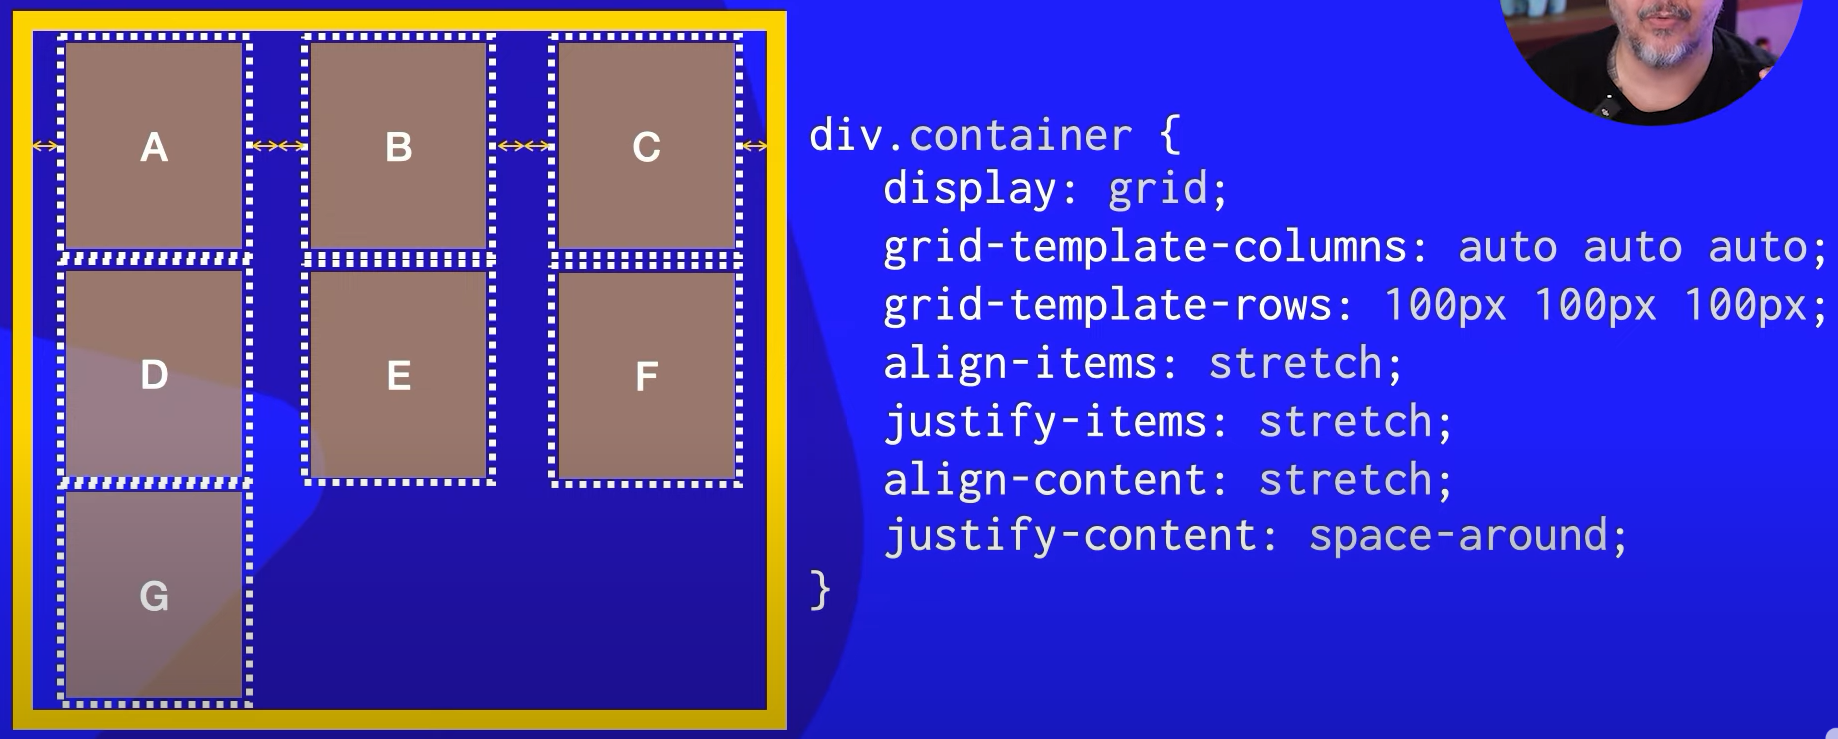 A B C
D E F
G
div.container {
display: grid;
grid-template-columns: auto auto auto;
grid-template-rows: 100px 100px 100px;
align-items: stretch;
justify-items: stretch;
align-content: stretch;
justify-content: space-around;
}